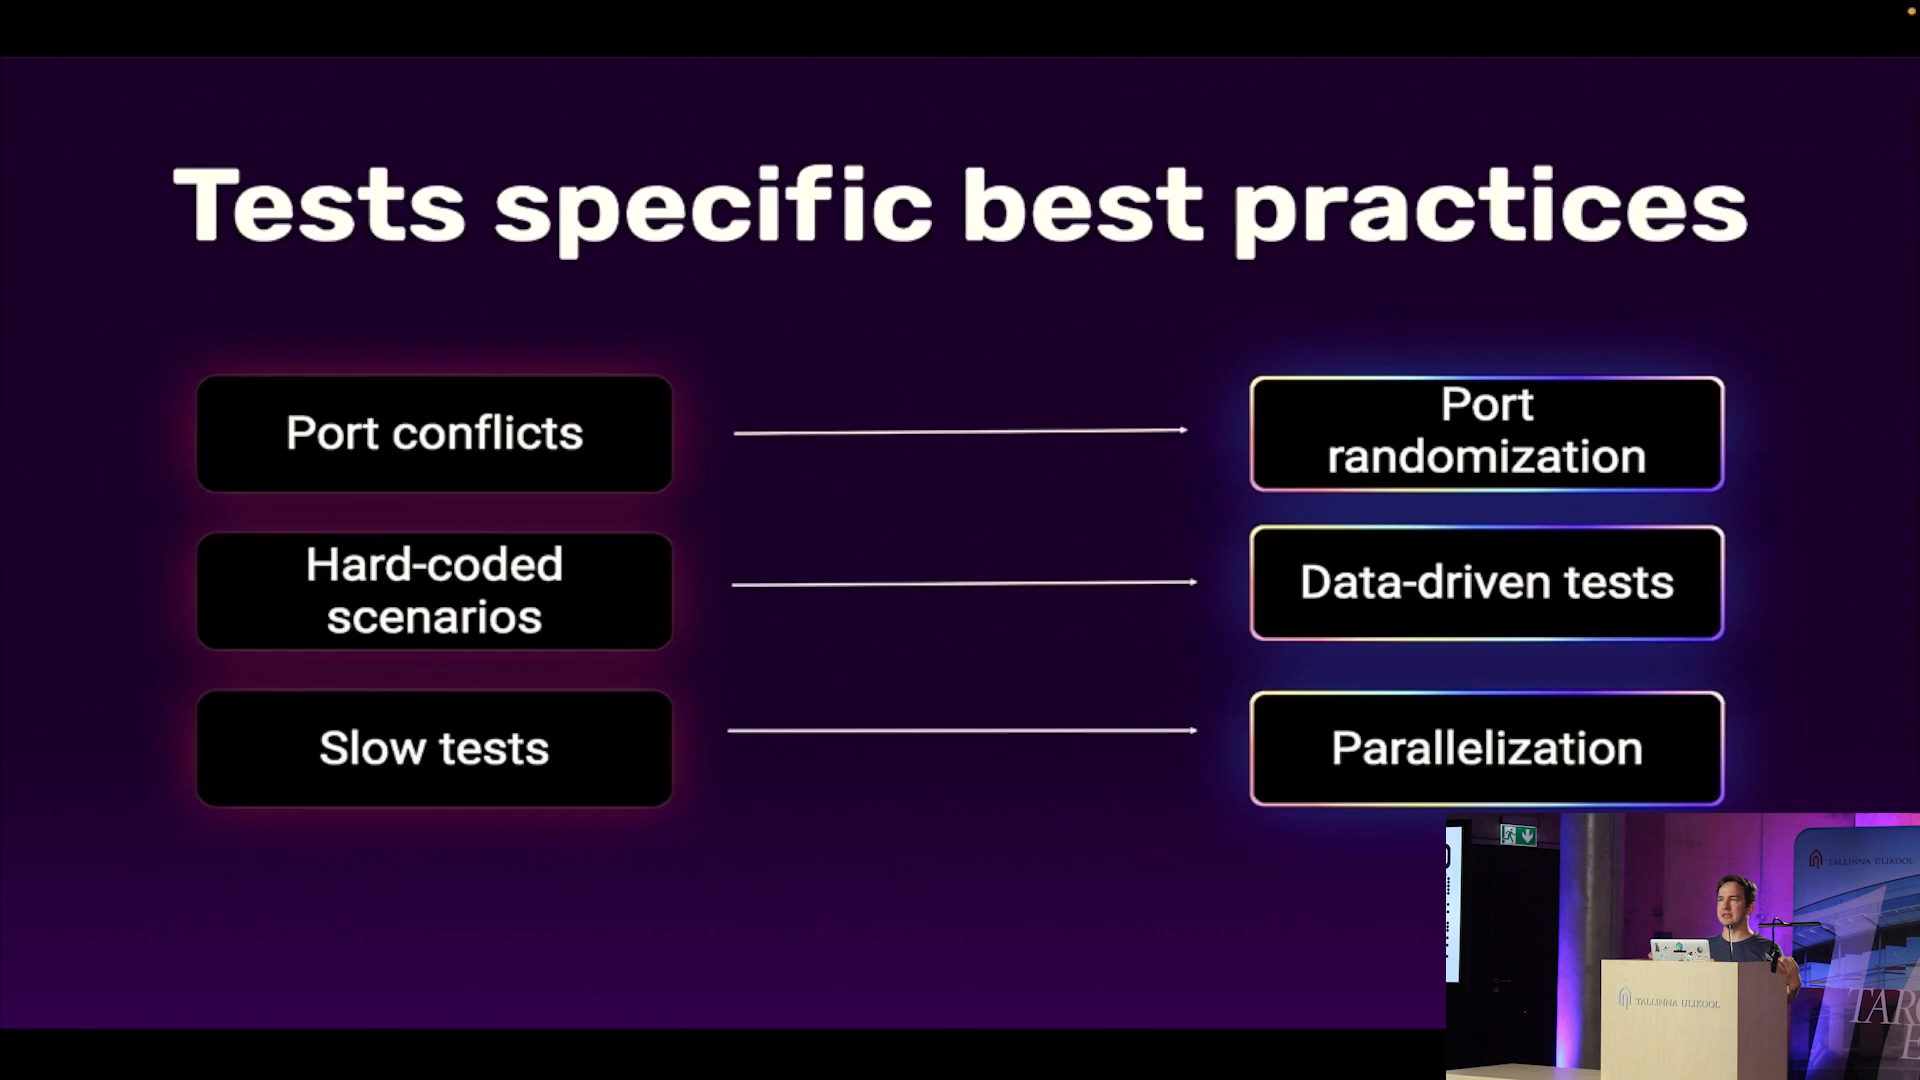 Tests specific best practices
Port conflicts
Port
randomization
Hard-coded
scenarios
Data-driven tests
Slow tests
Parallelization
TALLINNA ÜLIKOOL
TALLINNA ÜLIKOOL